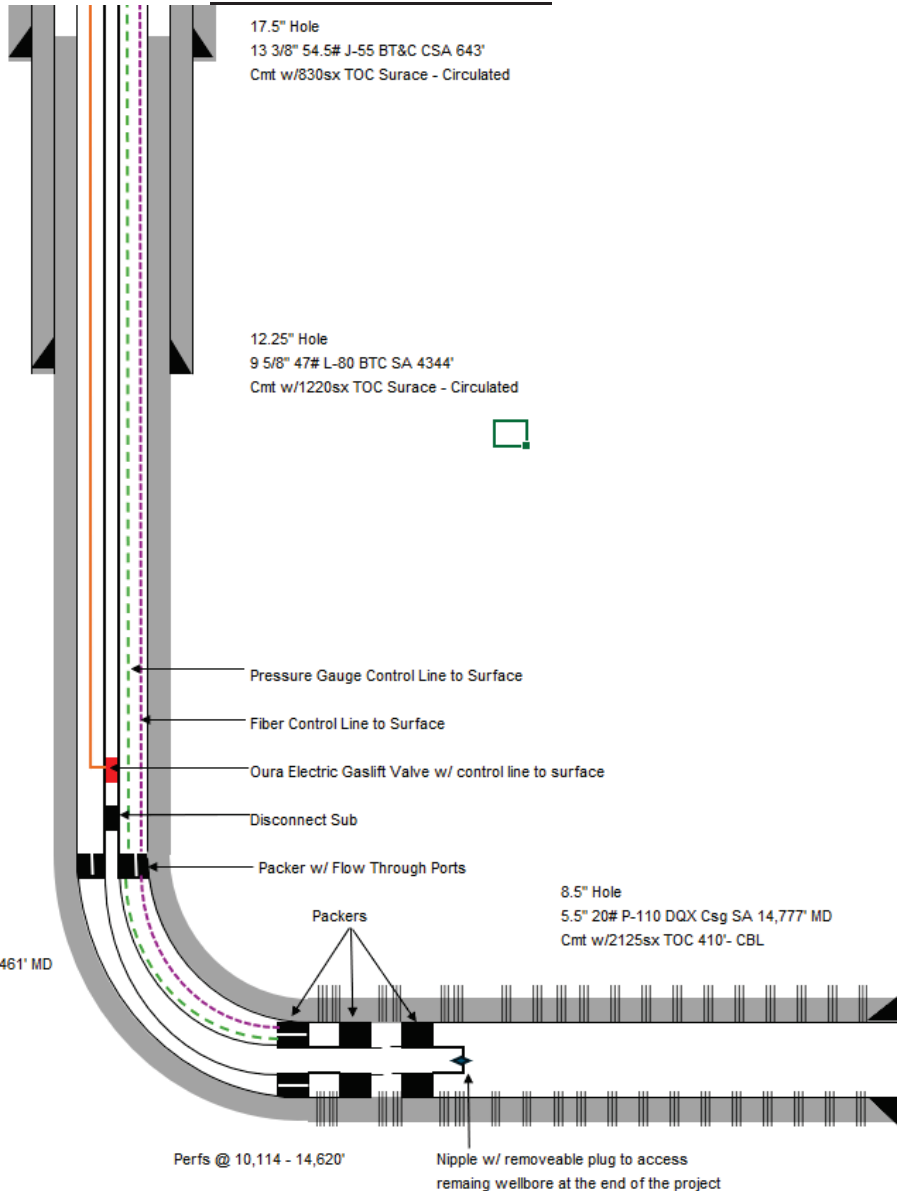 17.5" Hole
13 3/8" 54.5# J-55 BT&C CSA 643'
Cmt w/830sx TOC Surace - Circulated
12.25" Hole
9 5/8" 47# L-80 BTC SA 4344'
Cmt w/1220sx TOC Surace - Circulated
Pressure Gauge Control Line to Surface
Fiber Control Line to Surface
Oura Electric Gaslift Valve w/ control line to surface
Disconnect Sub
Packer w/ Flow Through Ports
8.5" Hole
5.5" 20# P-110 DQX Csg SA 14,777' MD
Cmt w/2125sx TOC 410'- CBL
Packers
461' MD
Perfs @ 10,114 - 14,620'
Nipple w/ removeable plug to access
remaing wellbore at the end of the project